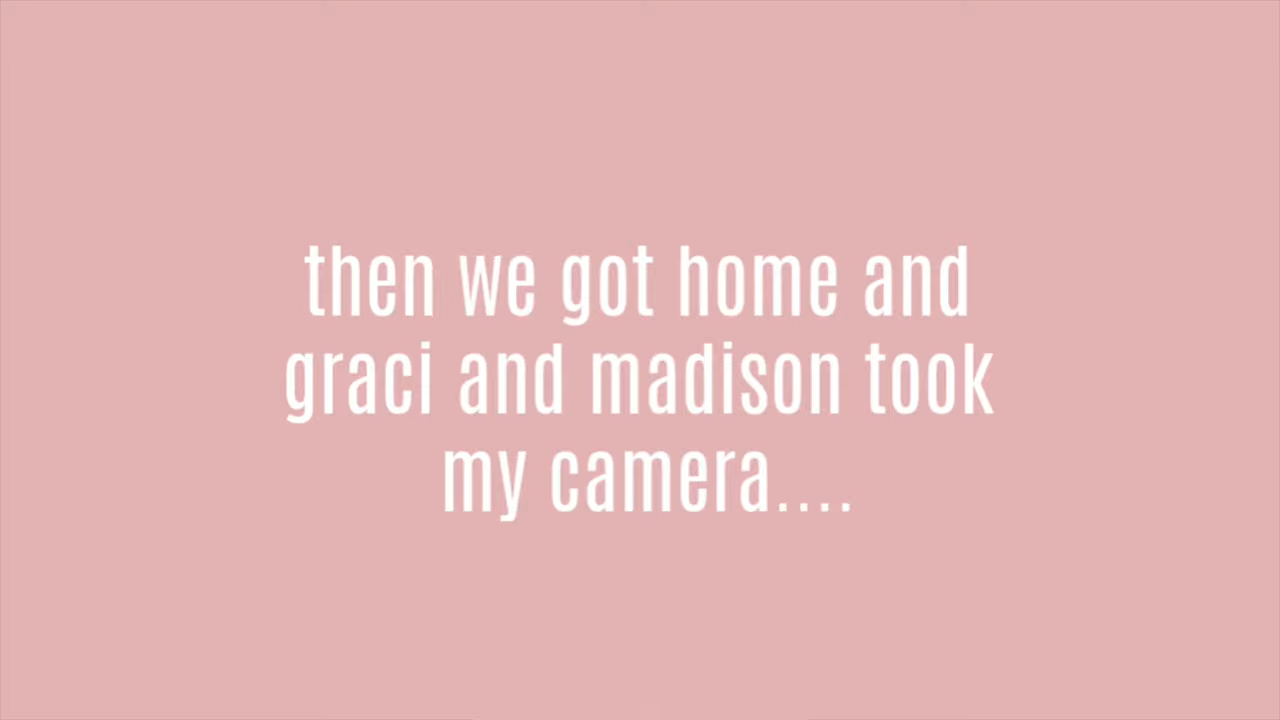 then we got home and
graci and madison took
my camera....